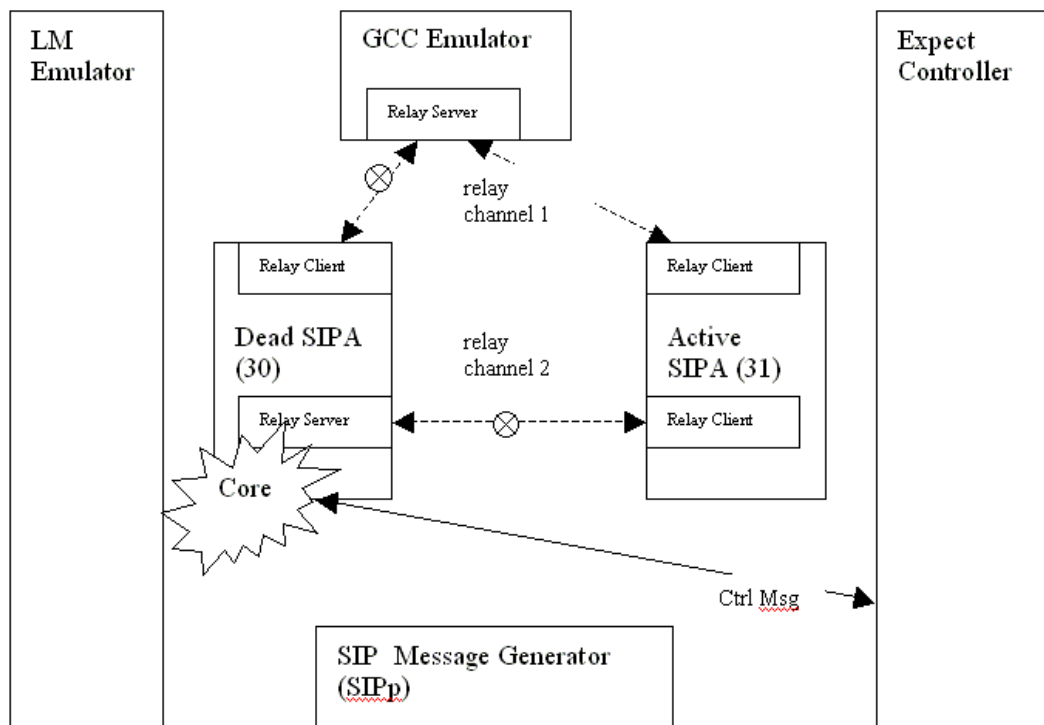 LM
Emulator
GCC Emulator
Relay Server
Expect
Controller
relay
channel 1
Relay Client
Dead SIPA
(30)
Relay Server
Core
relay
channel 2
Relay Client
Active
SIPA (31)
Relay Client
Ctrl Msg
SIP Message Generator
(SIPp)